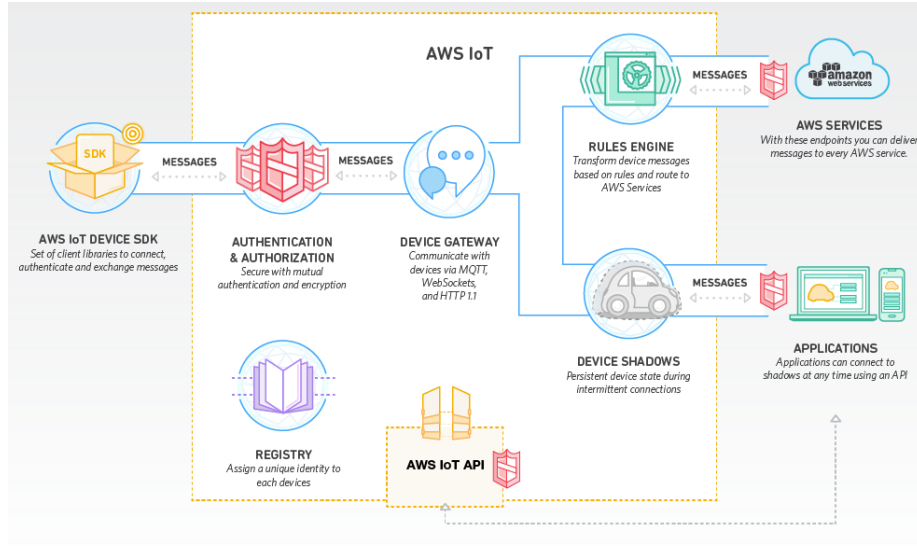 AWS IoT
MESSAGES
amazon
web services
AWS SERVICES
With these endpoints you can deliver
messages to every AWS service.
RULES ENGINE
Transform device messages
based on rules and route to
AWS Services
SDK
MESSAGES
MESSAGES
AWS IoT DEVICE SDK
Set of client libraries to connect,
authenticate and exchange messages
AUTHENTICATION
& AUTHORIZATION
Secure with mutual
authentication and encryption
DEVICE GATEWAY
Communicate with
devices via MQTT,
WebSockets,
and HTTP 1.1
MESSAGES
DEVICE SHADOWS
Persistent device state during
intermittent connections
APPLICATIONS
Applications can connect to
shadows at any time using an API
REGISTRY
Assign a unique identity to
each devices
AWS IoT API